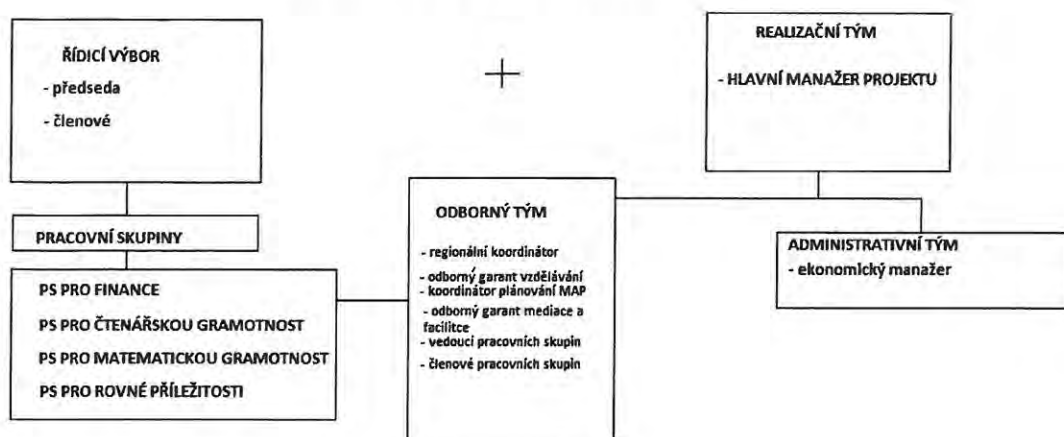 ŘÍDICÍ VÝBOR
- předseda
- členové
PRACOVNÍ SKUPINY
PS PRO FINANCE
PS PRO ČTENÁŘSKOU GRAMOTNOST
PS PRO MATEMATICKOU GRAMOTNOST
PS PRO ROVNÉ PŘÍLEŽITOSTI
ODBORNÝ TÝM
- regionální koordinátor
- odborný garant vzdělávání
- koordinátor plánování MAP
- odborný garant mediace a
facilitce
- vedoucí pracovních skupin
- členové pracovních skupin
REALIZAČNÍ TÝM
- HLAVNÍ MANAŽER PROJEKTU
ADMINISTRATIVNÍ TÝM
- ekonomický manažer